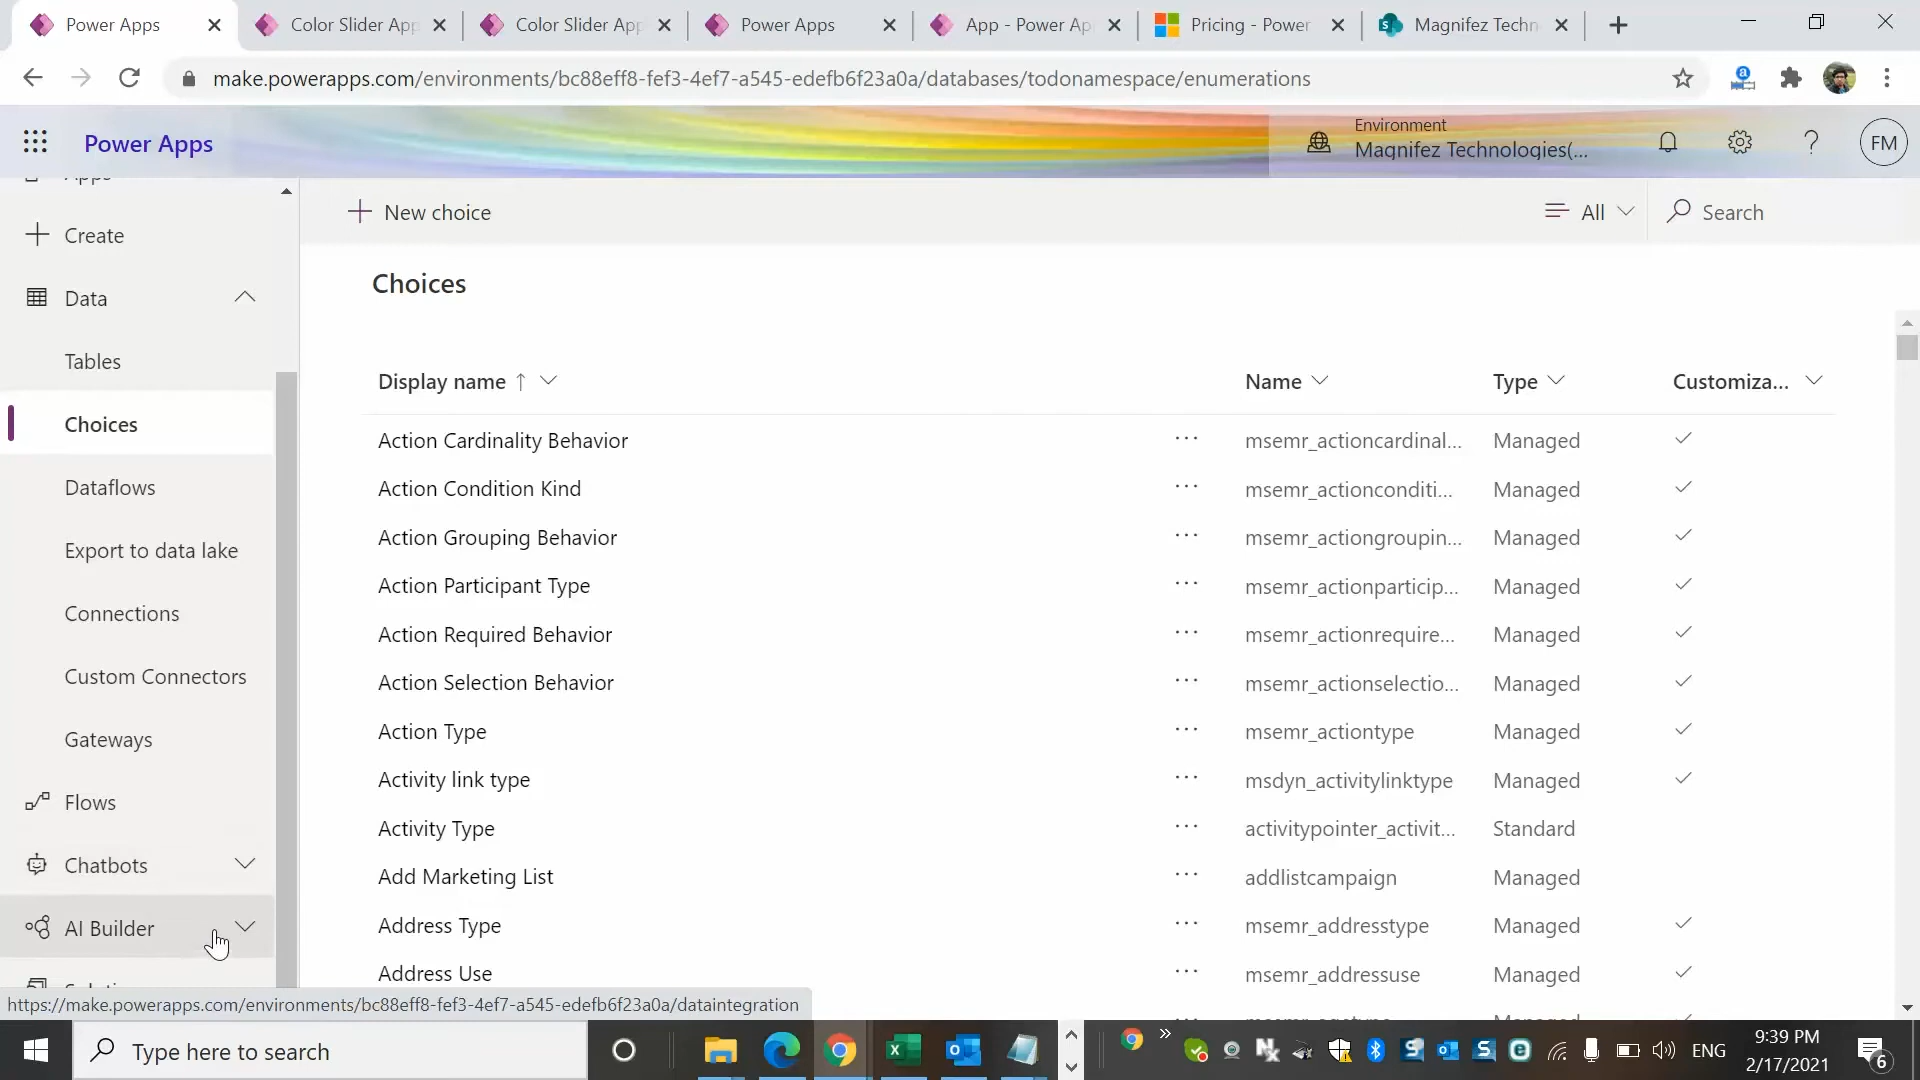 Power Apps
Color Slider App
Color Slider App
Power Apps
App - Power Ap
Pricing - Power
Magnifez Techn
make.powerapps.com/environments/bc88eff8-fef3-4ef7-a545-edefb6f23a0a/databases/todonamespace/enumerations
Power Apps
Environment
Magnifez Technologies(...
FM
Apps
Create
Data
Tables
Choices
Dataflows
Export to data lake
Connections
Custom Connectors
Gateways
Flows
Chatbots
AI Builder
New choice
All
Search
Choices
Display name ↑ Name Type Customiza...
Action Cardinality Behavior ... msemr_actioncardinal... Managed
Action Condition Kind ... msemr_actionconditi... Managed
Action Grouping Behavior ... msemr_actiongroupin... Managed
Action Participant Type ... msemr_actionparticip... Managed
Action Required Behavior ... msemr_actionrequire... Managed
Action Selection Behavior ... msemr_actionselectio... Managed
Action Type ... msemr_actiontype Managed
Activity link type ... msdyn_activitylinktype Managed
Activity Type ... activitypointer_activit... Standard
Add Marketing List ... addlistcampaign Managed
Address Type ... msemr_addresstype Managed
Address Use ... msemr_addressuse Managed
https://make.powerapps.com/environments/bc88eff8-fef3-4ef7-a545-edefb6f23a0a/dataintegration
Type here to search
ENG
9:39 PM
2/17/2021
6